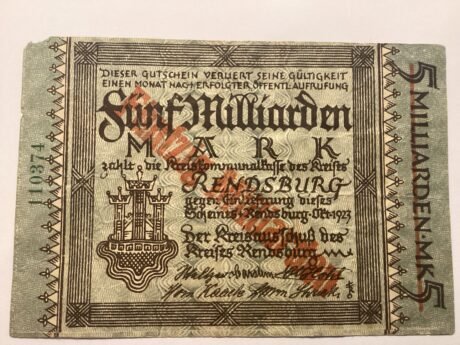 DIESER GUTSCHEIN VERLIERT SEINE GÜLTIGKEIT
EINEN MONAT NACH ERFOLGTER ÖFFENTL. AUFRUFUNG
Fünf Milliarden
MARK
zahlt die Kreiskommunalkasse des Kreises
RENDSBURG
gegen Einlieferung dieses
Scheines. Rendsburg. Okt. 1923
Der Kreisausschuß des
Kreises Rendsburg
110374
5 MILLIARDEN-MK 5